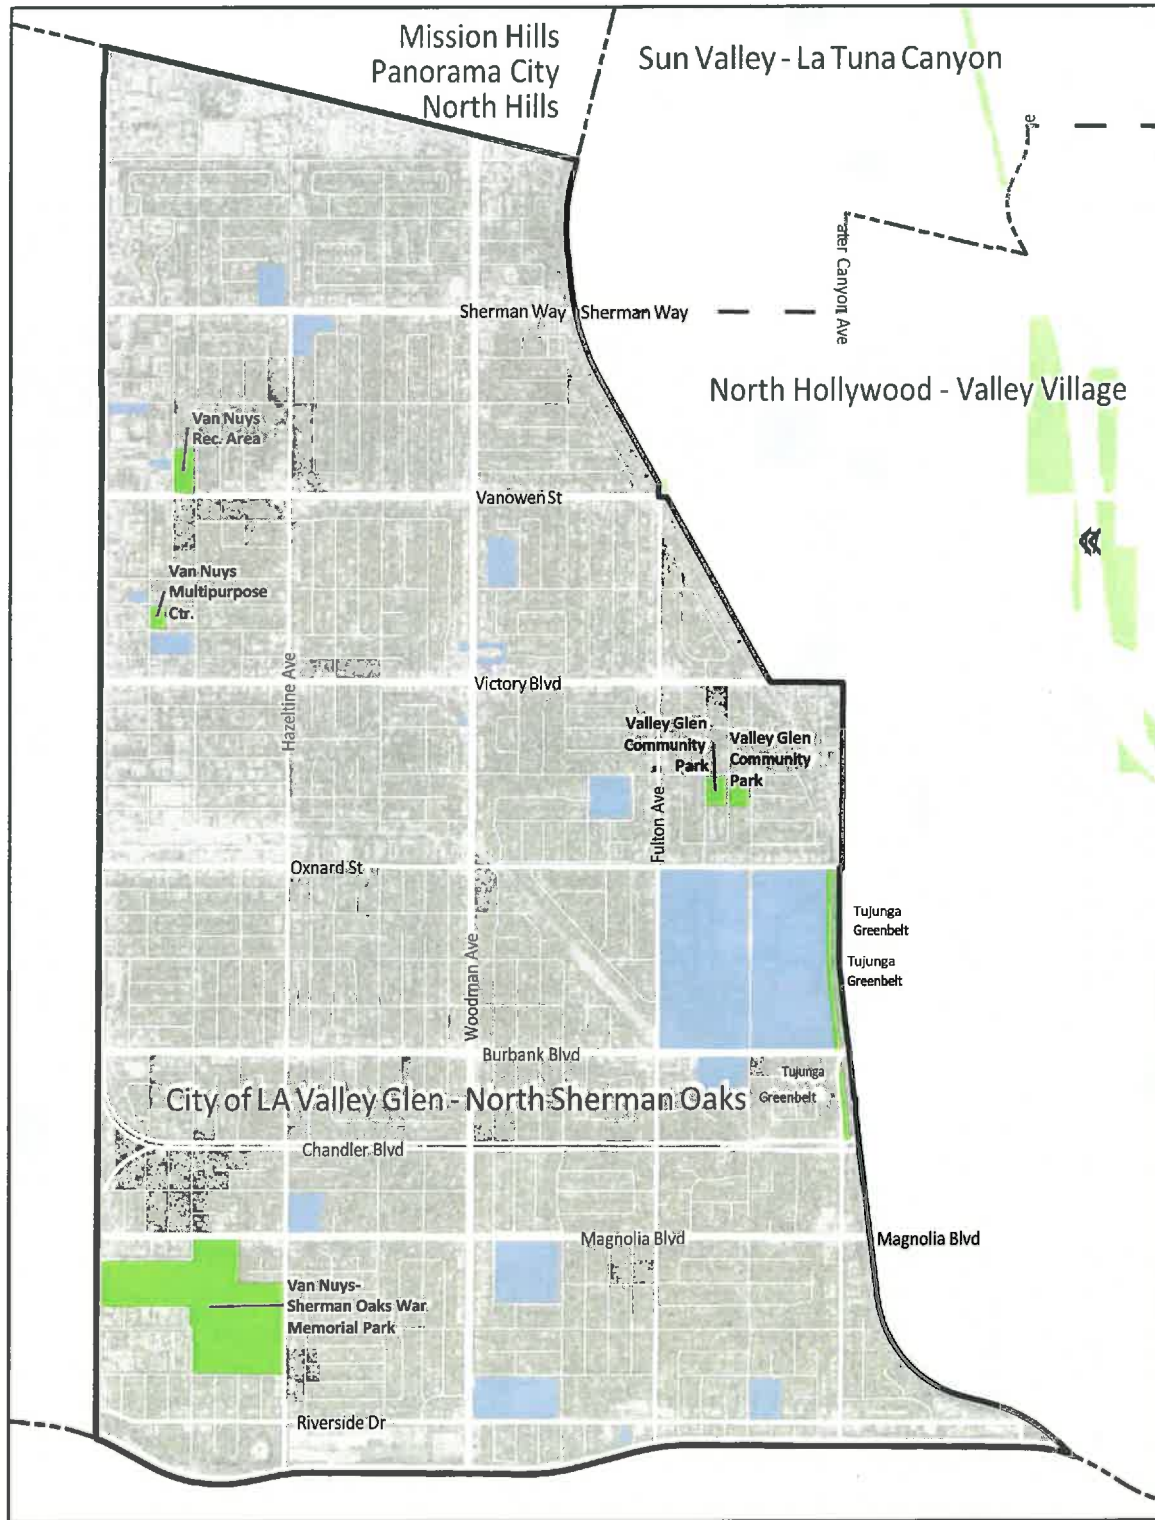 Mission Hills
Panorama City
North Hills
Sun Valley - La Tuna Canyon
ater Canyon Ave
Sherman Way
Sherman Way
North Hollywood - Valley Village
Van Nuys
Rec. Area
Vanowen St
Van Nuys
Multipurpose
Ctr.
Hazeltine Ave
Victory Blvd
Valley Glen
Community
Park
Valley Glen
Community
Park
Fulton Ave
Oxnard St
Woodman Ave
Tujunga
Greenbelt
Tujunga
Greenbelt
Burbank Blvd
Tujunga
Greenbelt
City of LA Valley Glen - North Sherman Oaks
Chandler Blvd
Magnolia Blvd
Magnolia Blvd
Van Nuys-
Sherman Oaks War
Memorial Park
Riverside Dr